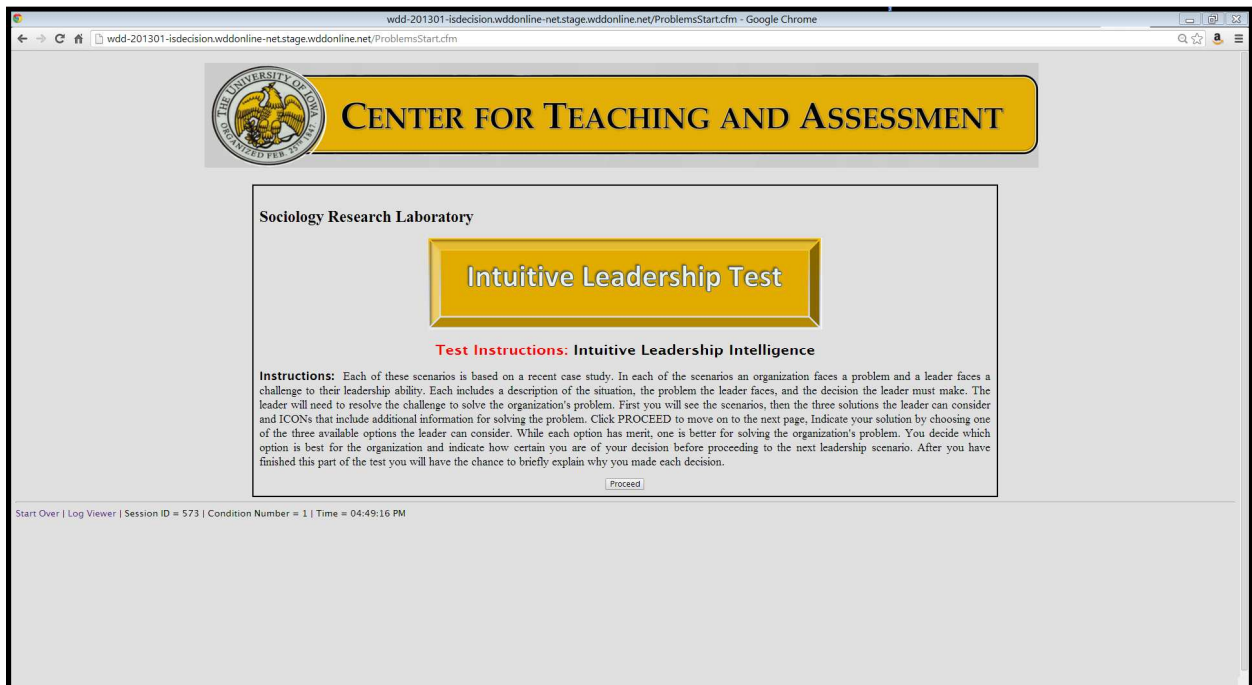 wdd-201301-isdecision.wddonline-net.stage.wddonline.net/ProblemsStart.cfm - Google Chrome
wdd-201301-isdecision.wddonline-net.stage.wddonline.net/ProblemsStart.cfm
THE UNIVERSITY OF IOWA
ORGANIZED FEB. 25TH 1847
CENTER FOR TEACHING AND ASSESSMENT
Sociology Research Laboratory
Intuitive Leadership Test
Test Instructions: Intuitive Leadership Intelligence
Instructions: Each of these scenarios is based on a recent case study. In each of the scenarios an organization faces a problem and a leader faces a
challenge to their leadership ability. Each includes a description of the situation, the problem the leader faces, and the decision the leader must make. The
leader will need to resolve the challenge to solve the organization's problem. First you will see the scenarios, then the three solutions the leader can consider
and ICONs that include additional information for solving the problem. Click PROCEED to move on to the next page, Indicate your solution by choosing one
of the three available options the leader can consider. While each option has merit, one is better for solving the organization's problem. You decide which
option is best for the organization and indicate how certain you are of your decision before proceeding to the next leadership scenario. After you have
finished this part of the test you will have the chance to briefly explain why you made each decision.
Proceed
Start Over | Log Viewer | Session ID = 573 | Condition Number = 1 | Time = 04:49:16 PM